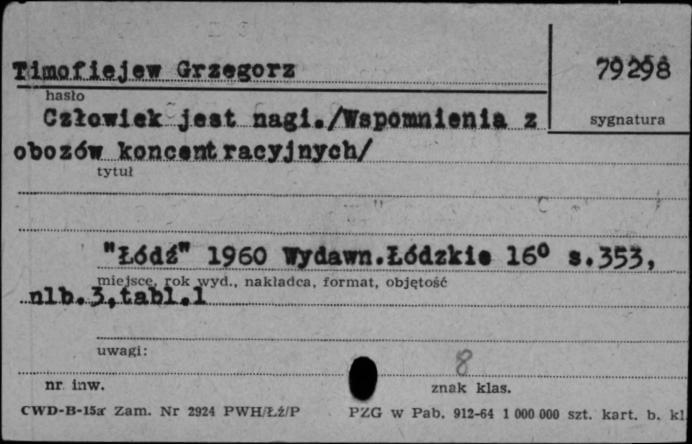 Timofiejew Grzegorz
79298
hasło
Człowiek jest nagi./Wspomnienia z
sygnatura
obozów koncentracyjnych/
tytuł
"Łódź" 1960 Wydawn.Łódzkie 16º s.353,
miejsce, rok wyd., nakładca, format, objętość
nlb.3,tabl.1
uwagi:
8
nr inw.
znak klas.
CWD-B-15a Zam. Nr 2924 PWH/Łź/P
PZG w Pab. 912-64 1 000 000 szt. kart. b. kl